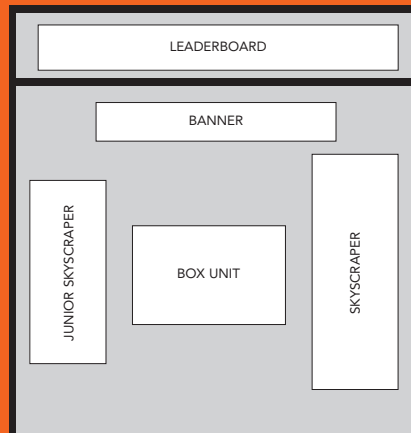 LEADERBOARD
BANNER
JUNIOR SKYSCRAPER
BOX UNIT
SKYSCRAPER